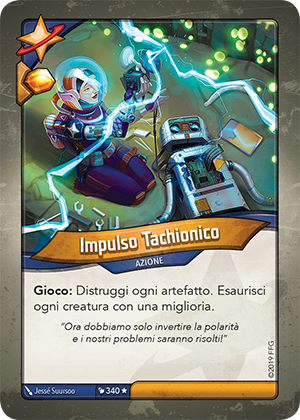 Impulso Tachionico
AZIONE
Gioco: Distruggi ogni artefatto. Esaurisci
ogni creatura con una miglioria.
"Ora dobbiamo solo invertire la polarità
e i nostri problemi saranno risolti!"
©2019 FFG
Jessé Suursoo
340